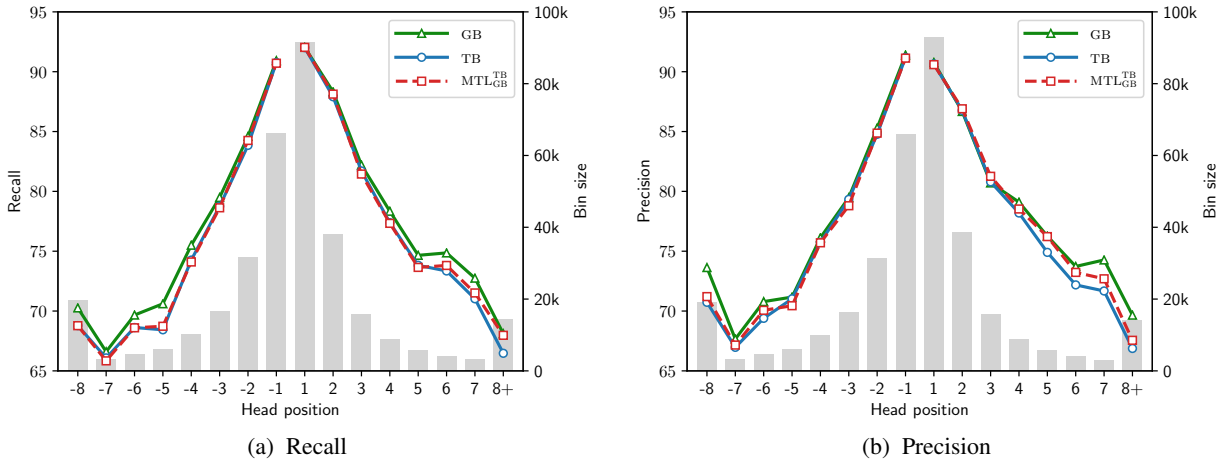 95
90
85
80
75
70
65
Recall
100k
80k
60k
40k
20k
0
Bin size
GB
TB
MTL^TB_GB
-8 -7 -6 -5 -4 -3 -2 -1 1 2 3 4 5 6 7 8+
Head position
(a) Recall
95
90
85
80
75
70
65
Precision
100k
80k
60k
40k
20k
0
Bin size
GB
TB
MTL^TB_GB
-8 -7 -6 -5 -4 -3 -2 -1 1 2 3 4 5 6 7 8+
Head position
(b) Precision